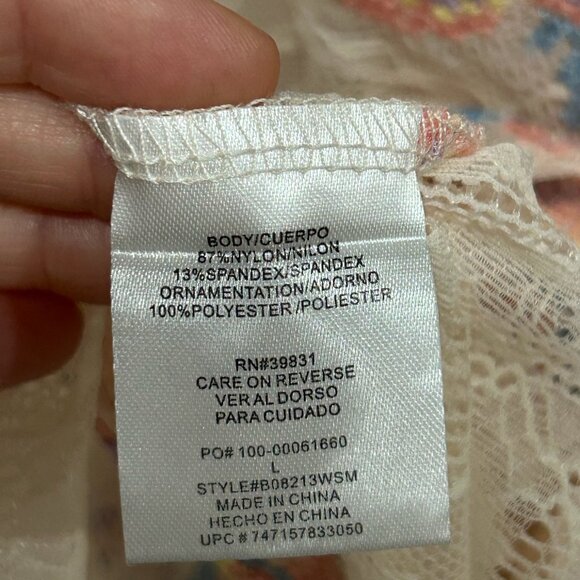 BODY/CUERPO
87%NYLON/NILON
13%SPANDEX/SPANDEX
ORNAMENTATION/ADORNO
100%POLYESTER/POLIESTER
RN#39831
CARE ON REVERSE
VER AL DORSO
PARA CUIDADO
PO# 100-00061660
L
STYLE#B08213WSM
MADE IN CHINA
HECHO EN CHINA
UPC # 747157833050